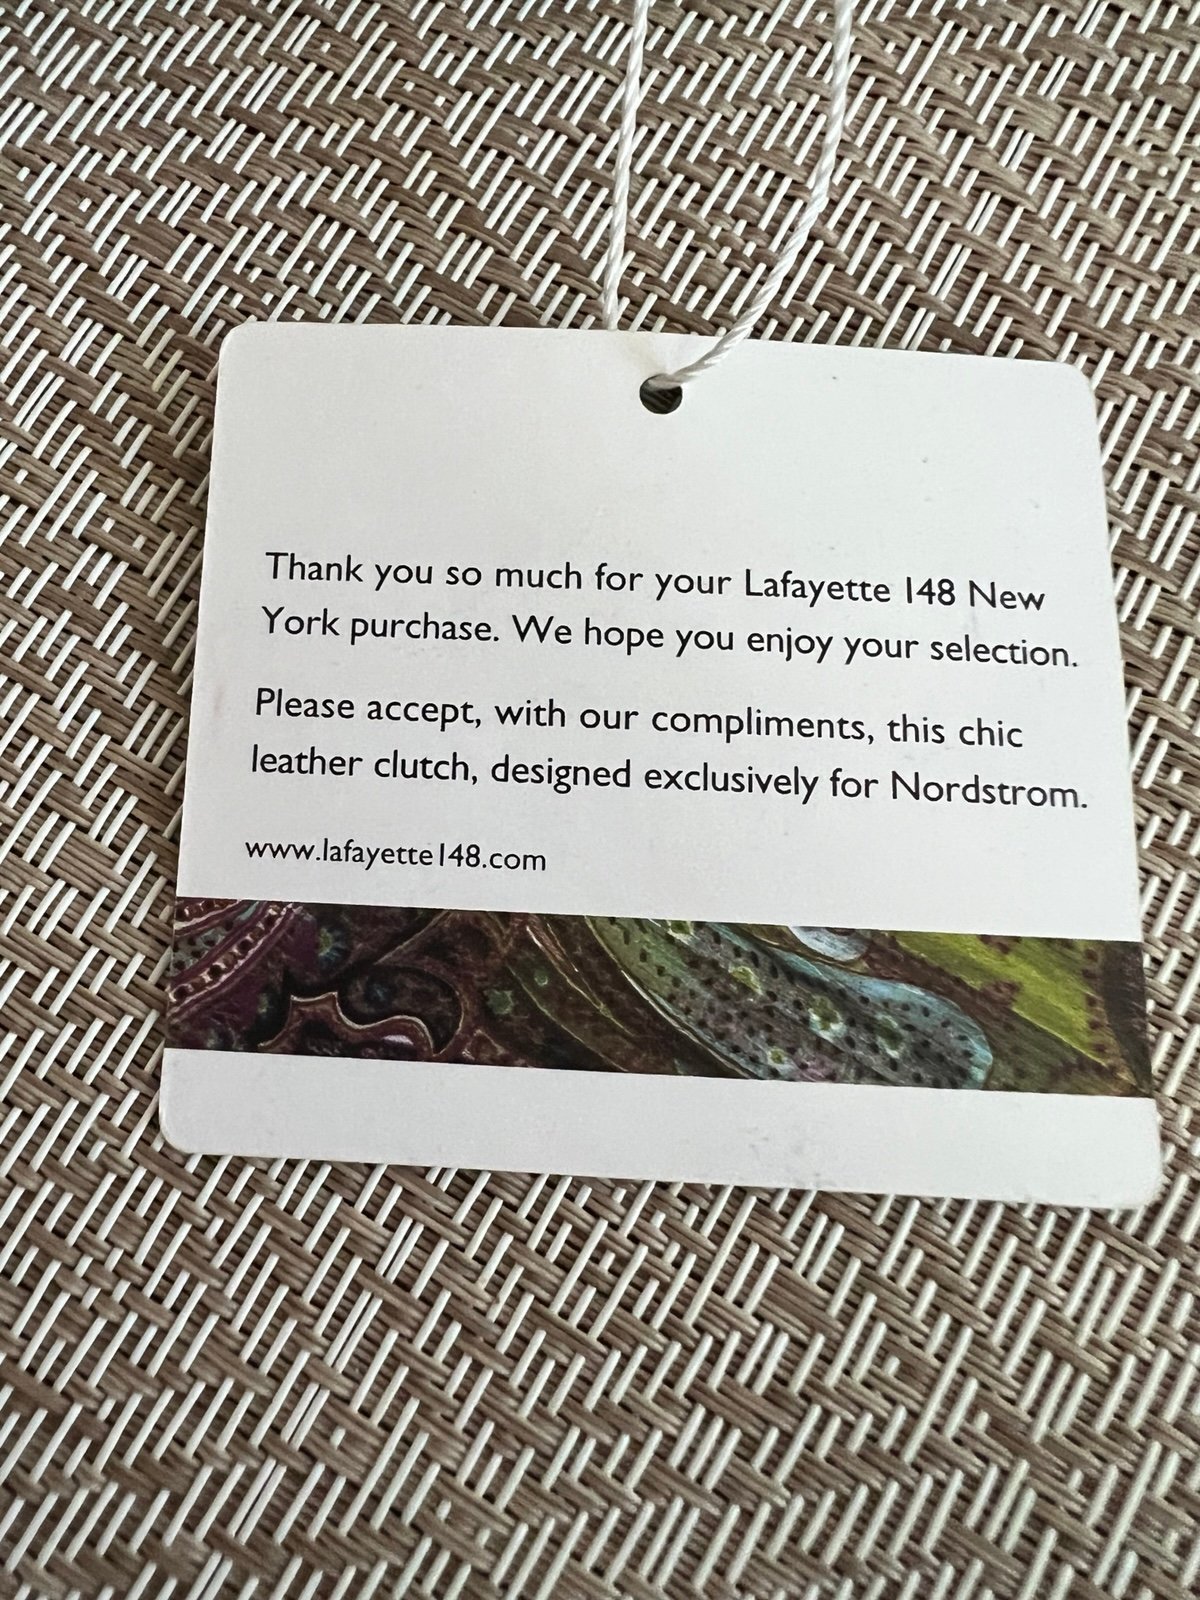 Thank you so much for your Lafayette 148 New
York purchase. We hope you enjoy your selection.
Please accept, with our compliments, this chic
leather clutch, designed exclusively for Nordstrom.
www.lafayette148.com